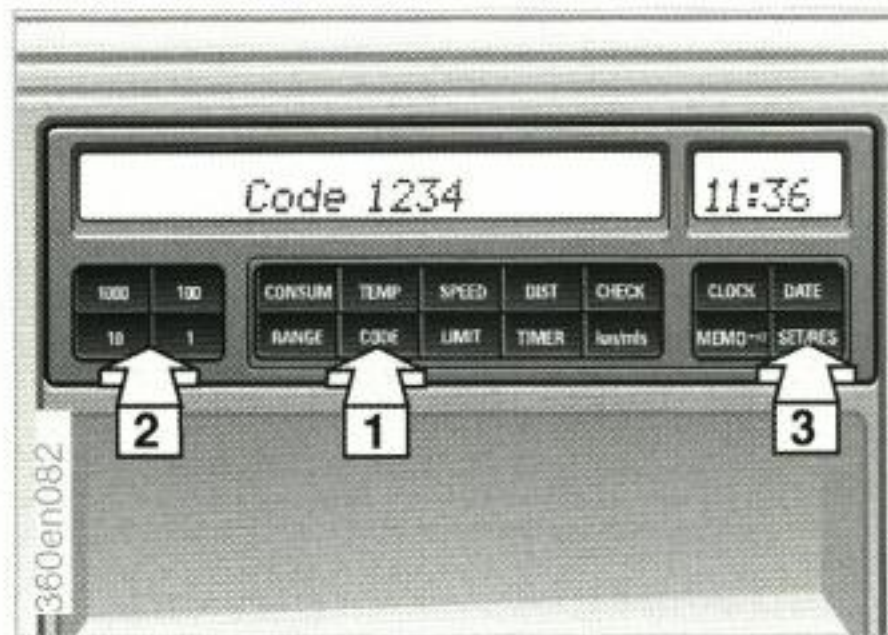 Code 1234 11:36
1000 100 CONSUM TEMP SPEED DIST CHECK CLOCK DATE
10 1 RANGE CODE LIMIT TIMER km/mls MEMO SET/RES
2 1 3
360en082